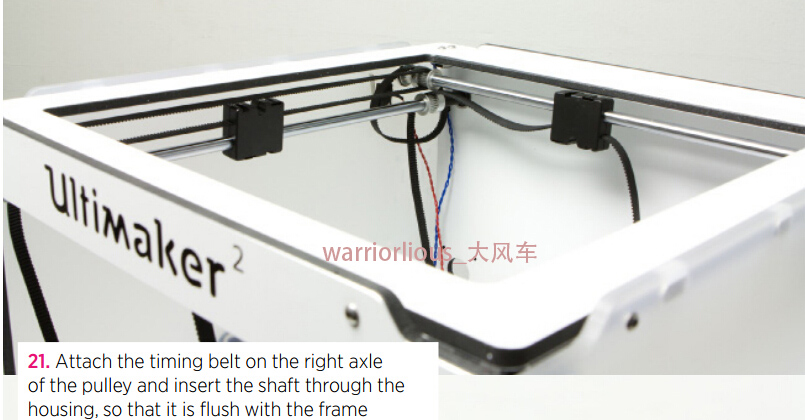 Ultimaker 2
warriorlious_大风车
21. Attach the timing belt on the right axle
of the pulley and insert the shaft through the
housing, so that it is flush with the frame